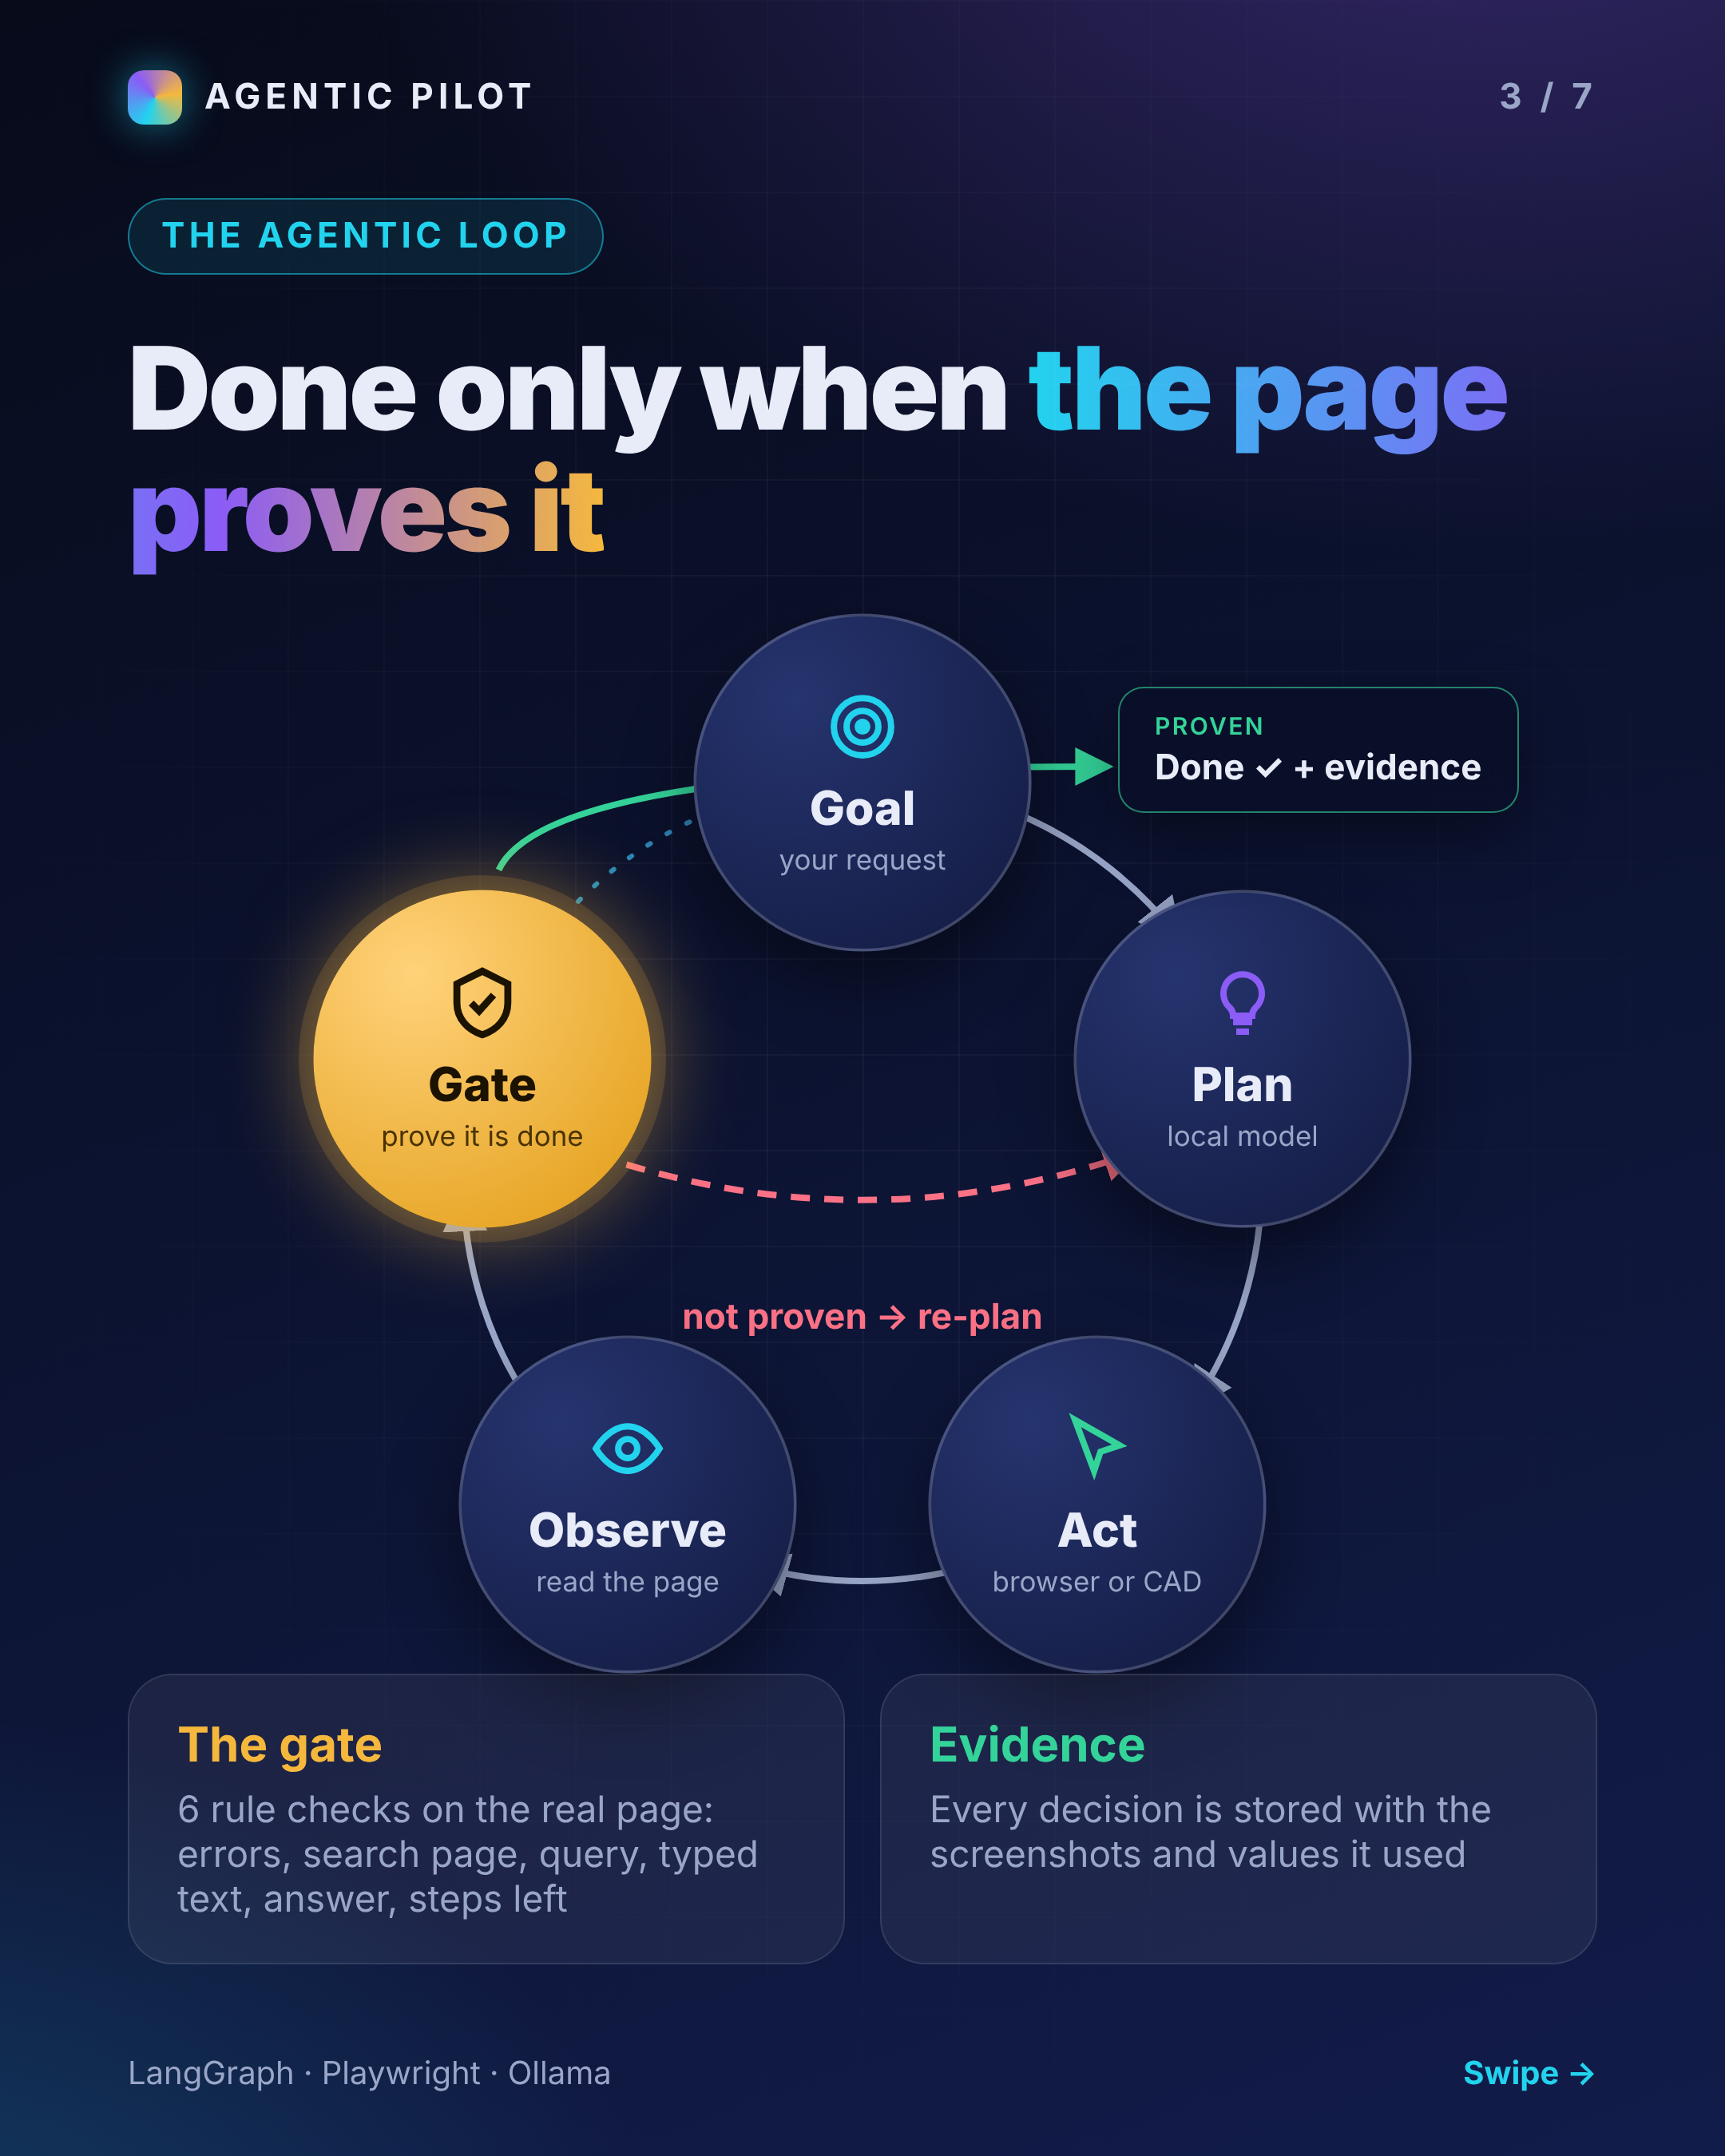 AGENTIC PILOT
3 / 7
THE AGENTIC LOOP
Done only when the page
proves it
Goal
your request
PROVEN
Done ✓ + evidence
Gate
prove it is done
Plan
local model
not proven → re-plan
Observe
read the page
Act
browser or CAD
The gate
6 rule checks on the real page:
errors, search page, query, typed
text, answer, steps left
Evidence
Every decision is stored with the
screenshots and values it used
LangGraph · Playwright · Ollama
Swipe →